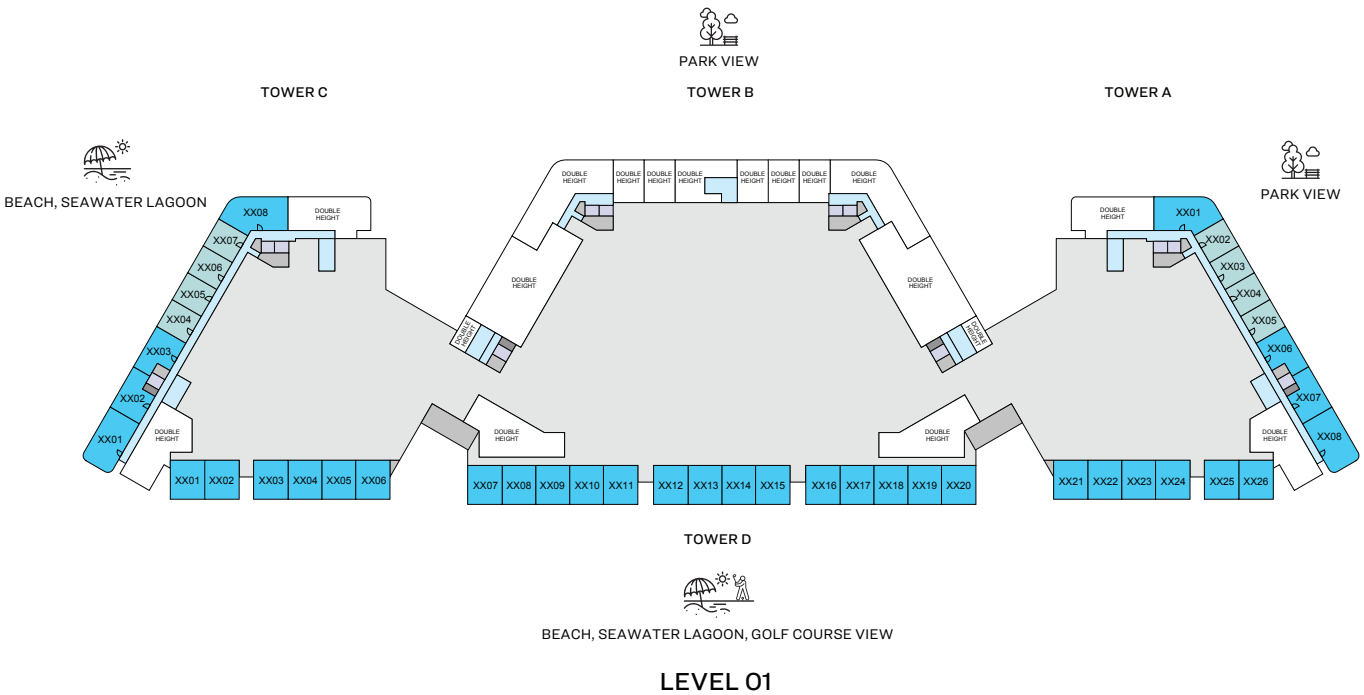 PARK VIEW
TOWER C
TOWER B
TOWER A
BEACH, SEAWATER LAGOON
PARK VIEW
XX08
DOUBLE
HEIGHT
XX07
XX06
XX05
XX04
XX03
XX02
XX01
DOUBLE
HEIGHT
DOUBLE
HEIGHT
DOUBLE
HEIGHT
DOUBLE
HEIGHT
DOUBLE
HEIGHT
DOUBLE
HEIGHT
DOUBLE
HEIGHT
DOUBLE
HEIGHT
DOUBLE
HEIGHT
DOUBLE
HEIGHT
DOUBLE
HEIGHT
DOUBLE
HEIGHT
DOUBLE
HEIGHT
DOUBLE
HEIGHT
DOUBLE
HEIGHT
DOUBLE
HEIGHT
XX01
XX02
XX03
XX04
XX05
XX06
XX07
XX08
DOUBLE
HEIGHT
XX01 XX02 XX03 XX04 XX05 XX06 XX07 XX08 XX09 XX10 XX11 XX12 XX13 XX14 XX15 XX16 XX17 XX18 XX19 XX20 XX21 XX22 XX23 XX24 XX25 XX26
TOWER D
BEACH, SEAWATER LAGOON, GOLF COURSE VIEW
LEVEL 01